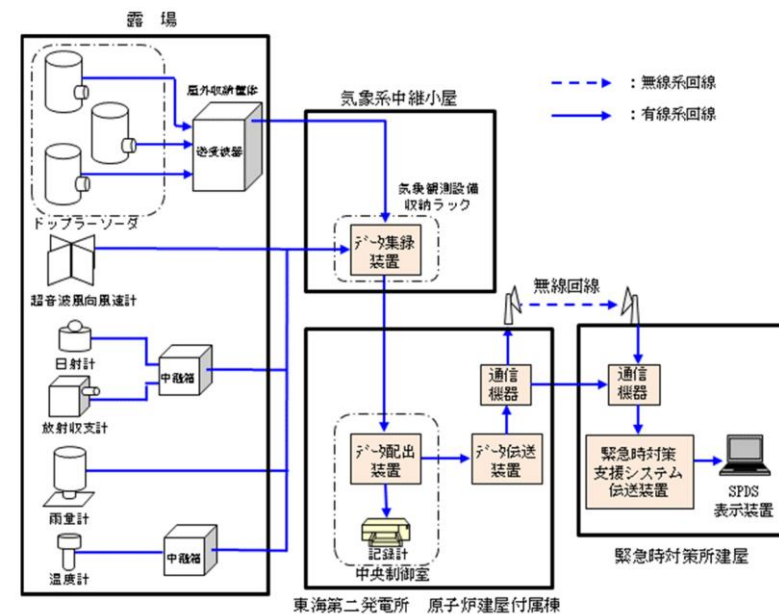 露場
屋外収納筐体
送受波器
ドップラーソーダ
超音波風向風速計
日射計
中継箱
放射収支計
雨量計
中継箱
温度計
気象系中継小屋
気象観測設備
収納ラック
データ集録
装置
：無線系回線
：有線系回線
無線回線
通信
機器
データ配出
装置
データ伝送
装置
記録計
中央制御室
東海第二発電所　原子炉建屋付属棟
通信
機器
緊急時対策
支援システム
伝送装置
SPDS
表示装置
緊急時対策所建屋